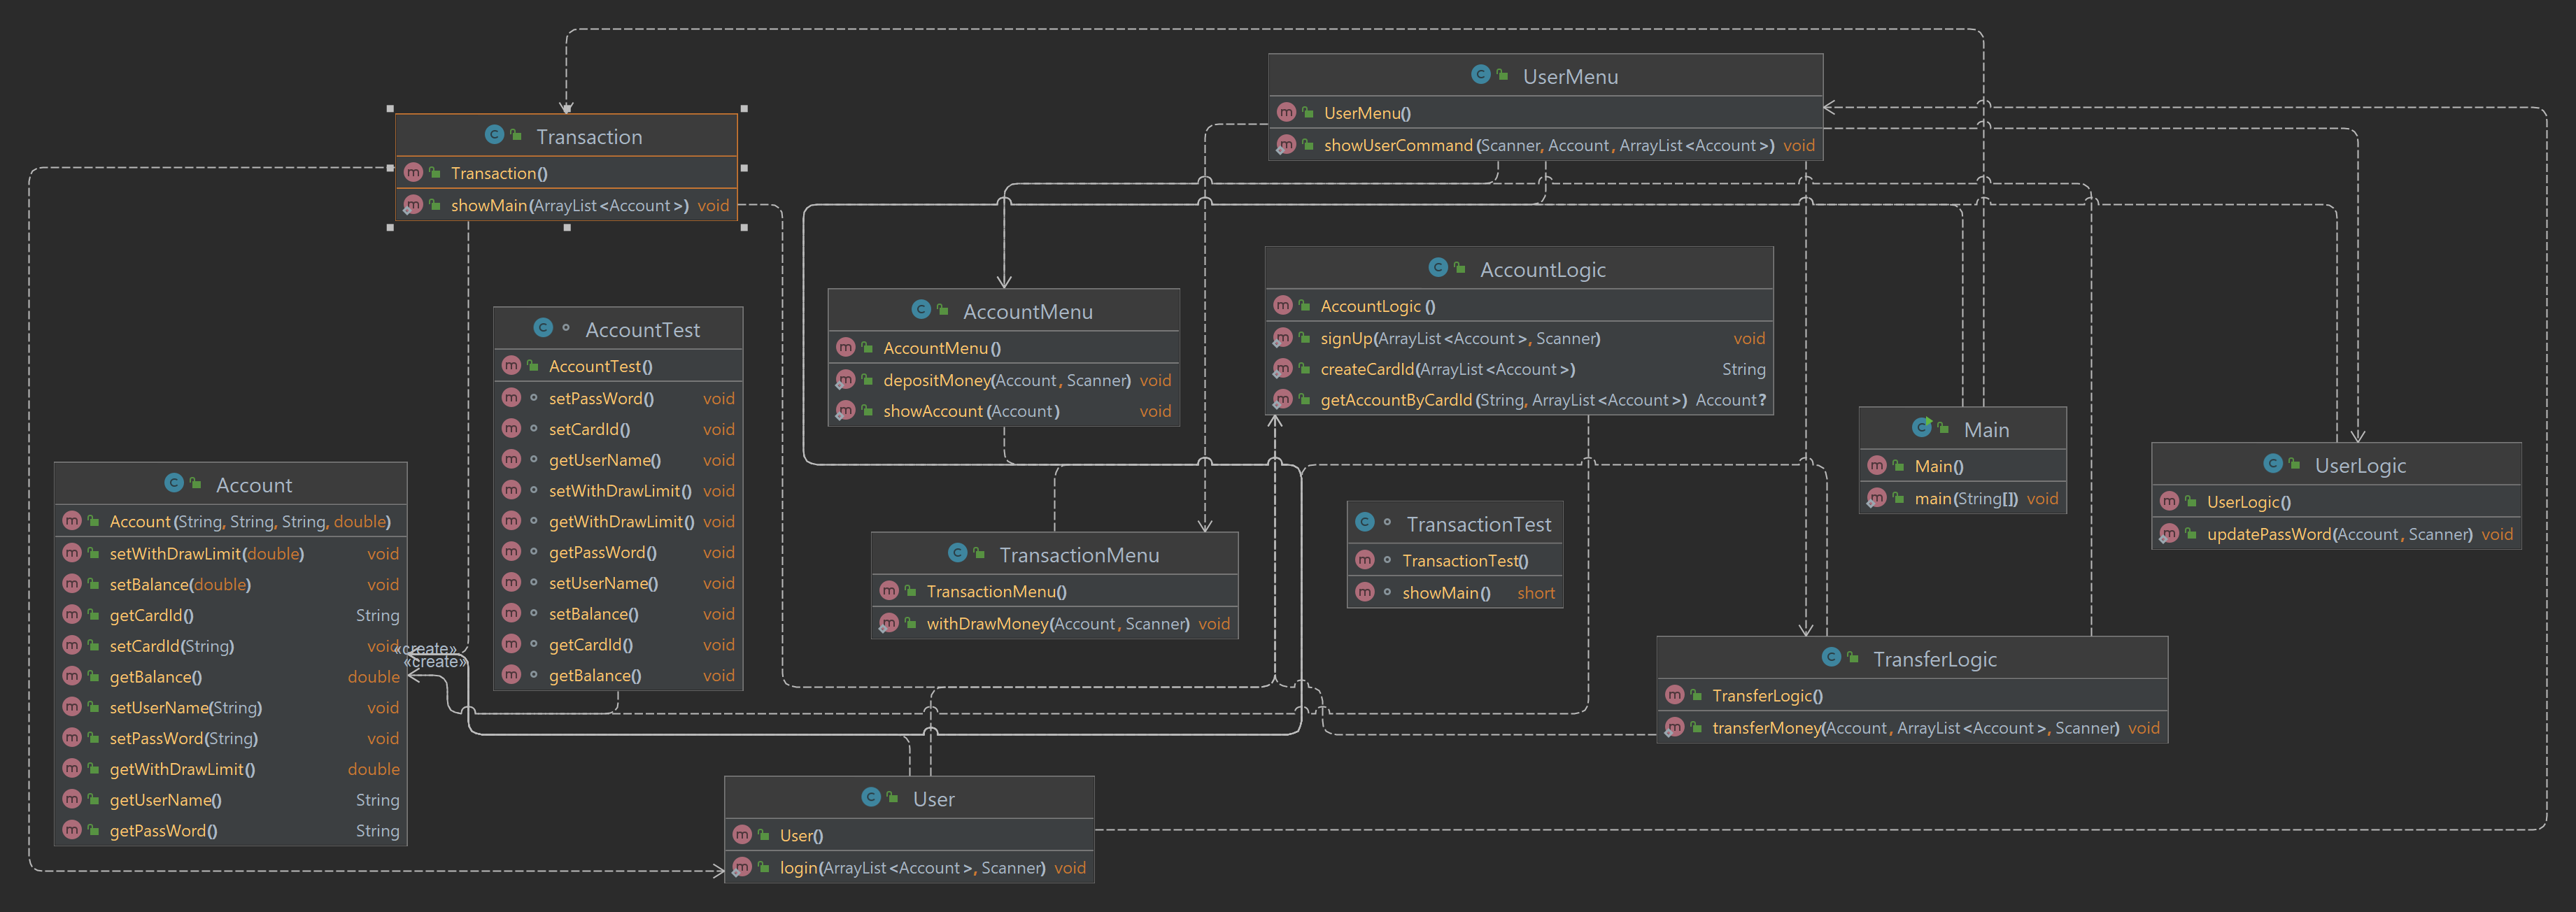 UserMenu
UserMenu()
showUserCommand(Scanner, Account, ArrayList<Account>) void
Transaction
Transaction()
showMain(ArrayList<Account>) void
AccountLogic
AccountLogic()
signUp(ArrayList<Account>, Scanner) void
createCardId(ArrayList<Account>) String
getAccountByCardId(String, ArrayList<Account>) Account?
AccountMenu
AccountMenu()
depositMoney(Account, Scanner) void
showAccount(Account) void
AccountTest
AccountTest()
setPassWord() void
setCardId() void
getUserName() void
setWithDrawLimit() void
getWithDrawLimit() void
getPassWord() void
setUserName() void
setBalance() void
getCardId() void
getBalance() void
Main
Main()
main(String[]) void
UserLogic
UserLogic()
updatePassWord(Account, Scanner) void
Account
Account(String, String, String, double)
setWithDrawLimit(double) void
setBalance(double) void
getCardId() String
setCardId(String) void
getBalance() double
setUserName(String) void
setPassWord(String) void
getWithDrawLimit() double
getUserName() String
getPassWord() String
«create»
«create»
TransactionTest
TransactionTest()
showMain() short
TransactionMenu
TransactionMenu()
withDrawMoney(Account, Scanner) void
TransferLogic
TransferLogic()
transferMoney(Account, ArrayList<Account>, Scanner) void
User
User()
login(ArrayList<Account>, Scanner) void